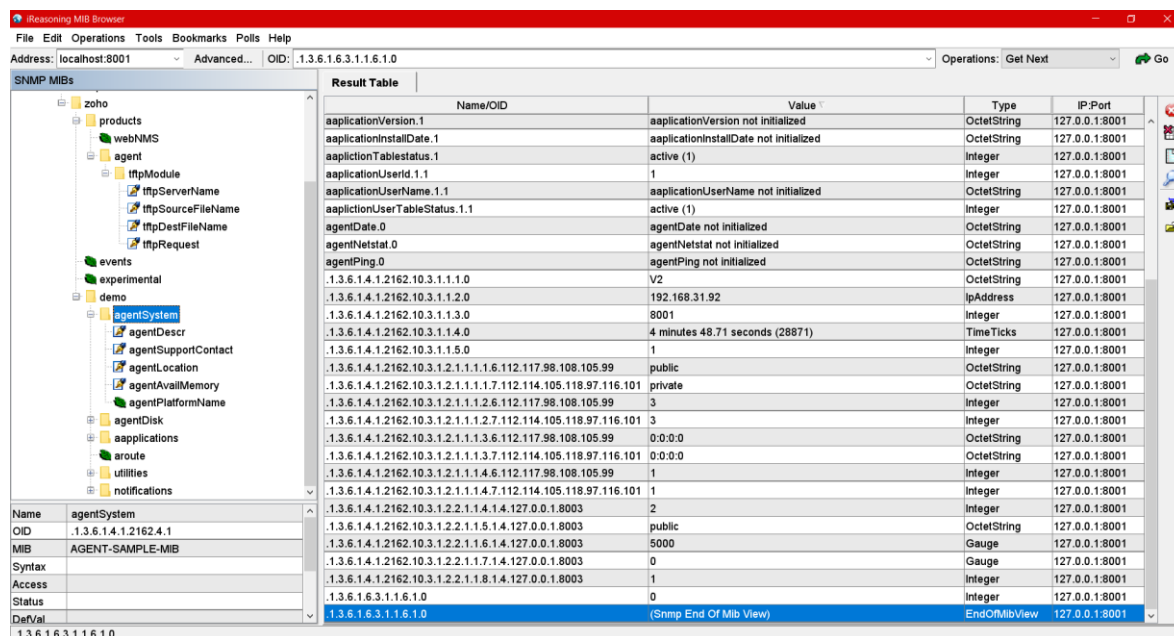 iReasoning MIB Browser
File Edit Operations Tools Bookmarks Polls Help
Address: localhost:8001 Advanced... OID: .1.3.6.1.6.3.1.1.6.1.0 Operations: Get Next Go
SNMP MIBs
zoho
products
webNMS
agent
tftpModule
tftpServerName
tftpSourceFileName
tftpDestFileName
tftpRequest
events
experimental
demo
agentSystem
agentDescr
agentSupportContact
agentLocation
agentAvailMemory
agentPlatformName
agentDisk
aapplications
aroute
utilities
notifications
Name agentSystem
OID .1.3.6.1.4.1.2162.4.1
MIB AGENT-SAMPLE-MIB
Syntax
Access
Status
DefVal
.1.3.6.1.6.3.1.1.6.1.0
Result Table
Name/OID Value Type IP:Port
aaplicationVersion.1 aaplicationVersion not initialized OctetString 127.0.0.1:8001
aaplicationInstallDate.1 aaplicationInstallDate not initialized OctetString 127.0.0.1:8001
aaplictionTablestatus.1 active (1) Integer 127.0.0.1:8001
aaplicationUserId.1.1 1 Integer 127.0.0.1:8001
aaplicationUserName.1.1 aaplicationUserName not initialized OctetString 127.0.0.1:8001
aaplictionUserTableStatus.1.1 active (1) Integer 127.0.0.1:8001
agentDate.0 agentDate not initialized OctetString 127.0.0.1:8001
agentNetstat.0 agentNetstat not initialized OctetString 127.0.0.1:8001
agentPing.0 agentPing not initialized OctetString 127.0.0.1:8001
.1.3.6.1.4.1.2162.10.3.1.1.1.0 V2 OctetString 127.0.0.1:8001
.1.3.6.1.4.1.2162.10.3.1.1.2.0 192.168.31.92 IpAddress 127.0.0.1:8001
.1.3.6.1.4.1.2162.10.3.1.1.3.0 8001 Integer 127.0.0.1:8001
.1.3.6.1.4.1.2162.10.3.1.1.4.0 4 minutes 48.71 seconds (28871) TimeTicks 127.0.0.1:8001
.1.3.6.1.4.1.2162.10.3.1.1.5.0 1 Integer 127.0.0.1:8001
.1.3.6.1.4.1.2162.10.3.1.2.1.1.1.1.6.112.117.98.108.105.99 public OctetString 127.0.0.1:8001
.1.3.6.1.4.1.2162.10.3.1.2.1.1.1.1.7.112.114.105.118.97.116.101 private OctetString 127.0.0.1:8001
.1.3.6.1.4.1.2162.10.3.1.2.1.1.1.2.6.112.117.98.108.105.99 3 Integer 127.0.0.1:8001
.1.3.6.1.4.1.2162.10.3.1.2.1.1.1.2.7.112.114.105.118.97.116.101 3 Integer 127.0.0.1:8001
.1.3.6.1.4.1.2162.10.3.1.2.1.1.1.3.6.112.117.98.108.105.99 0:0:0:0 OctetString 127.0.0.1:8001
.1.3.6.1.4.1.2162.10.3.1.2.1.1.1.3.7.112.114.105.118.97.116.101 0:0:0:0 OctetString 127.0.0.1:8001
.1.3.6.1.4.1.2162.10.3.1.2.1.1.1.4.6.112.117.98.108.105.99 1 Integer 127.0.0.1:8001
.1.3.6.1.4.1.2162.10.3.1.2.1.1.1.4.7.112.114.105.118.97.116.101 1 Integer 127.0.0.1:8001
.1.3.6.1.4.1.2162.10.3.1.2.2.1.1.4.1.4.127.0.0.1.8003 2 Integer 127.0.0.1:8001
.1.3.6.1.4.1.2162.10.3.1.2.2.1.1.5.1.4.127.0.0.1.8003 public OctetString 127.0.0.1:8001
.1.3.6.1.4.1.2162.10.3.1.2.2.1.1.6.1.4.127.0.0.1.8003 5000 Gauge 127.0.0.1:8001
.1.3.6.1.4.1.2162.10.3.1.2.2.1.1.7.1.4.127.0.0.1.8003 0 Gauge 127.0.0.1:8001
.1.3.6.1.4.1.2162.10.3.1.2.2.1.1.8.1.4.127.0.0.1.8003 1 Integer 127.0.0.1:8001
.1.3.6.1.6.3.1.1.6.1.0 0 Integer 127.0.0.1:8001
.1.3.6.1.6.3.1.1.6.1.0 (Snmp End Of Mib View) EndOfMibView 127.0.0.1:8001